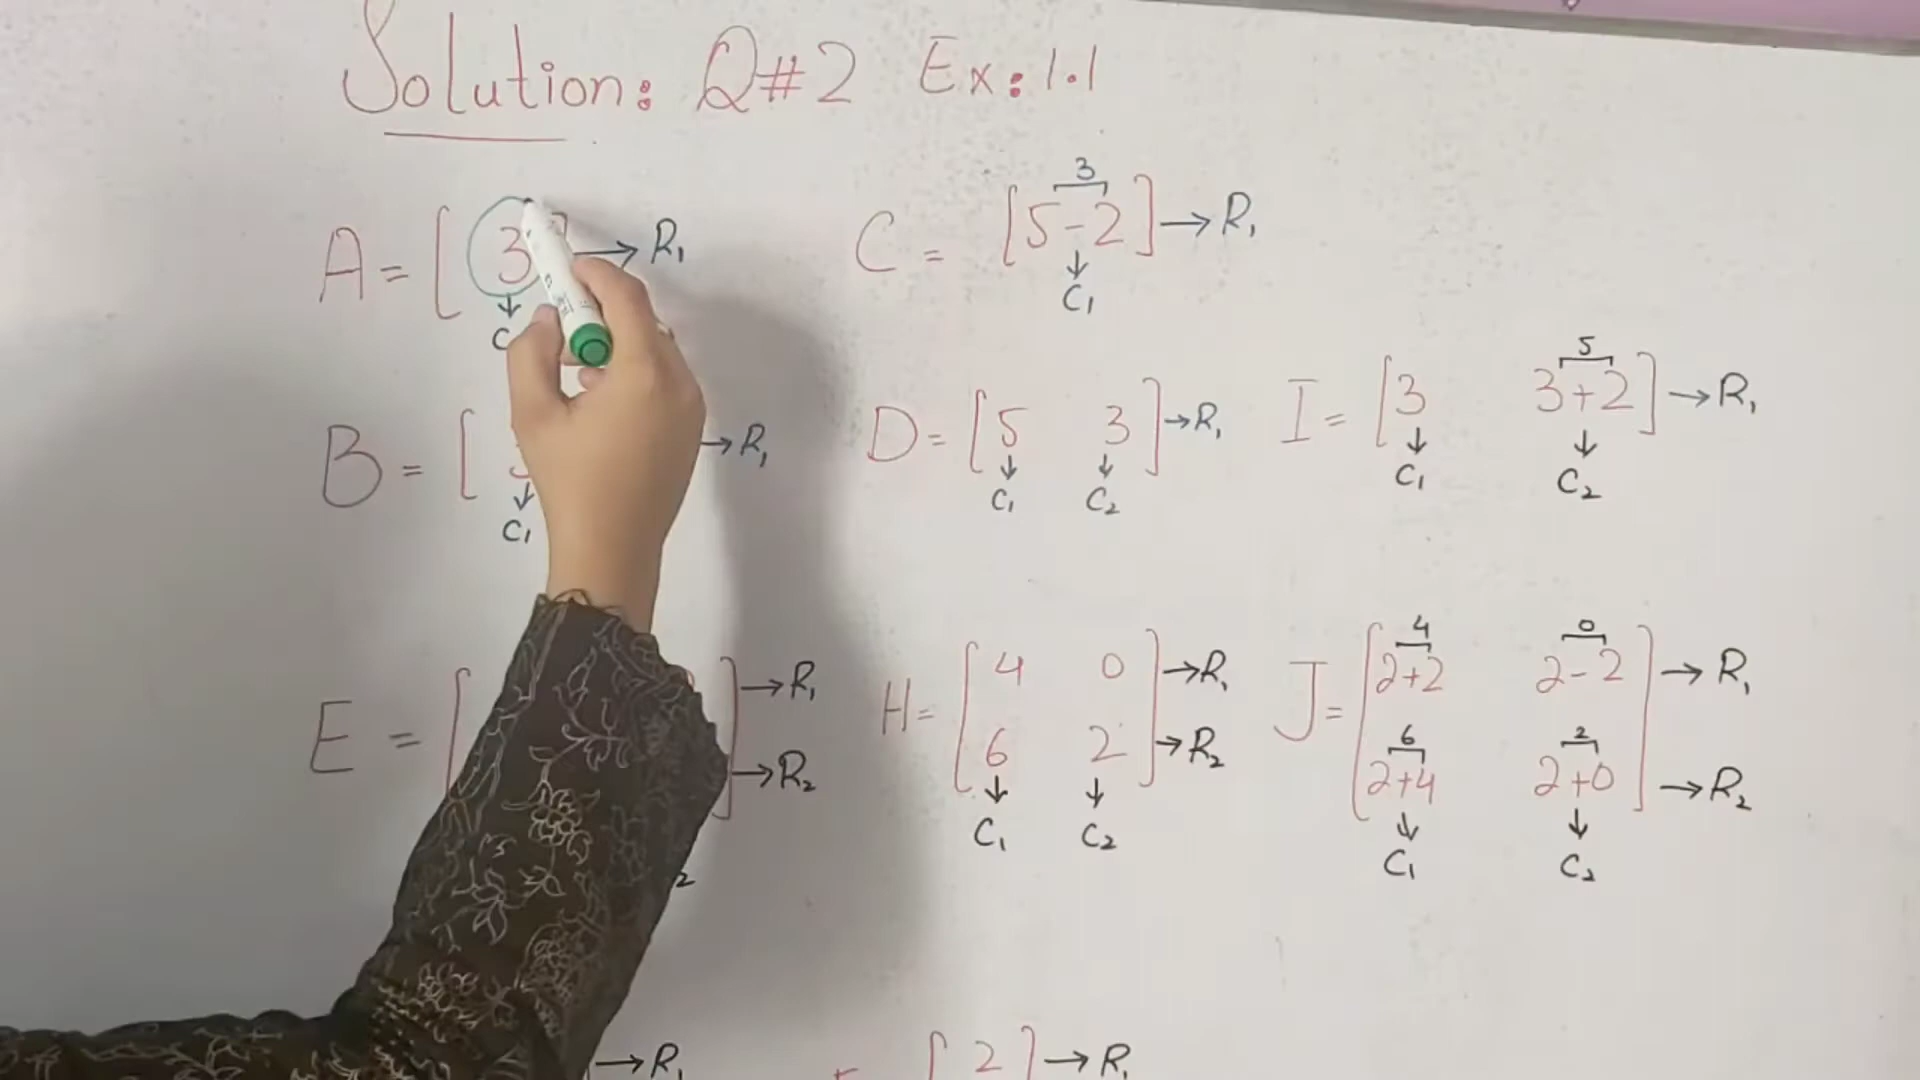 Solution: Q#2 Ex:1.1
A = [ 3 ] → R₁
↓
C
C = [5-2] → R₁
3
↓
C₁
B = [ → R₁
↓
C₁
D = [5 3] → R₁
↓ ↓
C₁ C₂
I = [3 3+2] → R₁
5
↓ ↓
C₁ C₂
E = [ ] → R₁
→ R₂
2
H = [4 0 → R₁
6 2] → R₂
↓ ↓
C₁ C₂
J = [2+2 2-2 → R₁
4 0
2+4 2+0] → R₂
6 2
↓ ↓
C₁ C₂
→ R₁
[ 2 ] → R₁